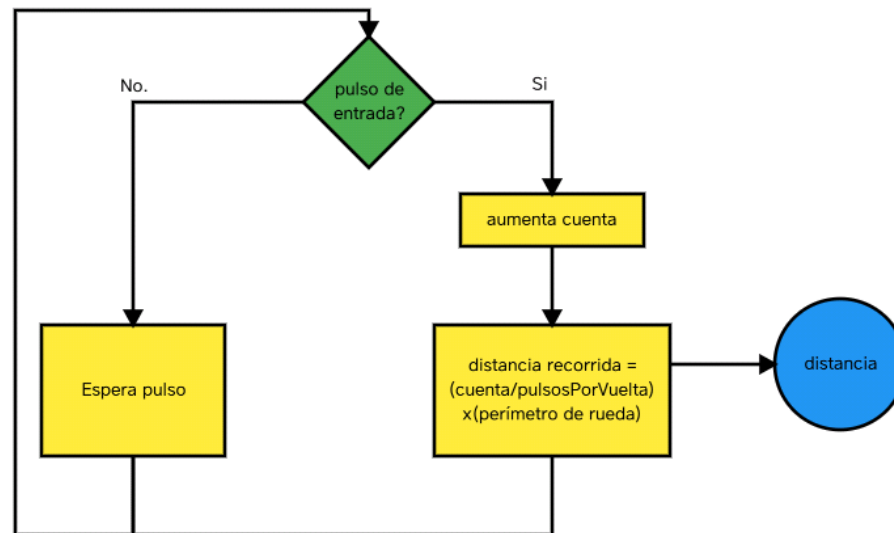 pulso de
entrada?
No.
Si
aumenta cuenta
Espera pulso
distancia recorrida =
(cuenta/pulsosPorVuelta)
x(perímetro de rueda)
distancia